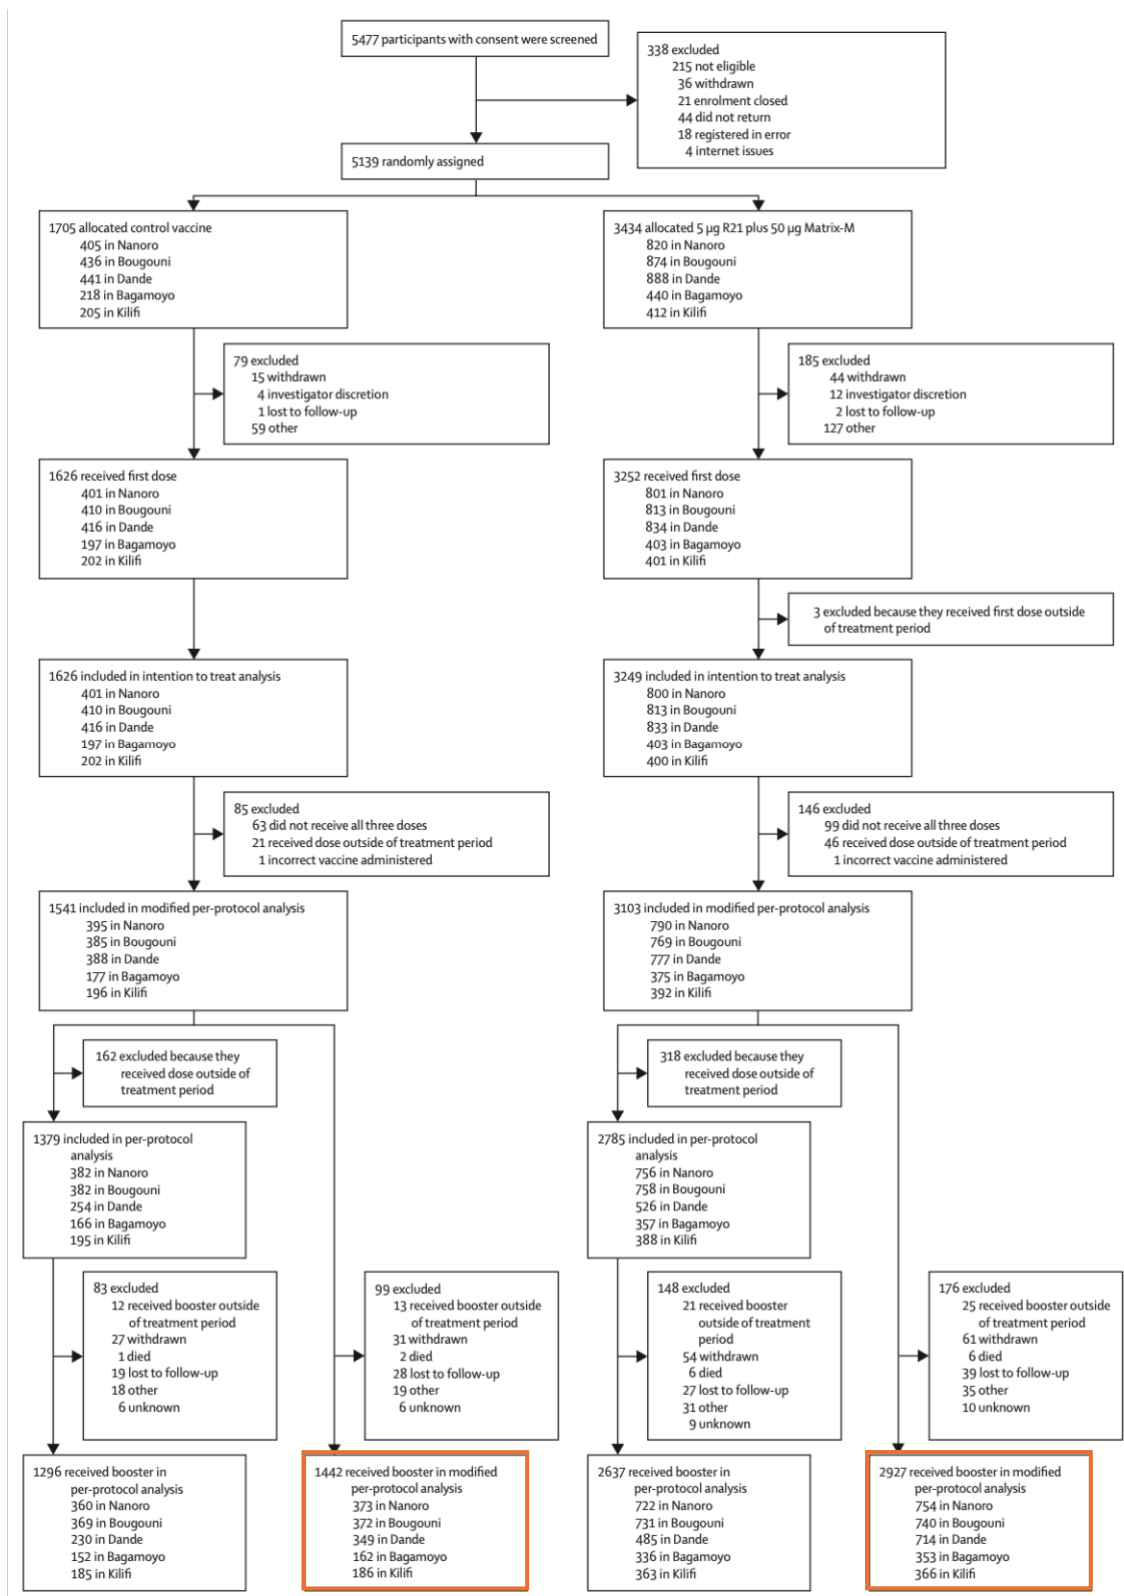 5477 participants with consent were screened
338 excluded
215 not eligible
36 withdrawn
21 enrolment closed
44 did not return
18 registered in error
4 internet issues
5139 randomly assigned
1705 allocated control vaccine
405 in Nanoro
436 in Bougouni
441 in Dande
218 in Bagamoyo
205 in Kilifi
3434 allocated 5 µg R21 plus 50 µg Matrix-M
820 in Nanoro
874 in Bougouni
888 in Dande
440 in Bagamoyo
412 in Kilifi
79 excluded
15 withdrawn
4 investigator discretion
1 lost to follow-up
59 other
185 excluded
44 withdrawn
12 investigator discretion
2 lost to follow-up
127 other
1626 received first dose
401 in Nanoro
410 in Bougouni
416 in Dande
197 in Bagamoyo
202 in Kilifi
3252 received first dose
801 in Nanoro
813 in Bougouni
834 in Dande
403 in Bagamoyo
401 in Kilifi
3 excluded because they received first dose outside
of treatment period
1626 included in intention to treat analysis
401 in Nanoro
410 in Bougouni
416 in Dande
197 in Bagamoyo
202 in Kilifi
3249 included in intention to treat analysis
800 in Nanoro
813 in Bougouni
833 in Dande
403 in Bagamoyo
400 in Kilifi
85 excluded
63 did not receive all three doses
21 received dose outside of treatment period
1 incorrect vaccine administered
146 excluded
99 did not receive all three doses
46 received dose outside of treatment period
1 incorrect vaccine administered
1541 included in modified per-protocol analysis
395 in Nanoro
385 in Bougouni
388 in Dande
177 in Bagamoyo
196 in Kilifi
3103 included in modified per-protocol analysis
790 in Nanoro
769 in Bougouni
777 in Dande
375 in Bagamoyo
392 in Kilifi
162 excluded because they
received dose outside of
treatment period
318 excluded because they
received dose outside of
treatment period
1379 included in per-protocol
analysis
382 in Nanoro
382 in Bougouni
254 in Dande
166 in Bagamoyo
195 in Kilifi
2785 included in per-protocol
analysis
756 in Nanoro
758 in Bougouni
526 in Dande
357 in Bagamoyo
388 in Kilifi
83 excluded
12 received booster outside
of treatment period
27 withdrawn
1 died
19 lost to follow-up
18 other
6 unknown
99 excluded
13 received booster outside
of treatment period
31 withdrawn
2 died
28 lost to follow-up
19 other
6 unknown
148 excluded
21 received booster
outside of treatment
period
54 withdrawn
6 died
27 lost to follow-up
31 other
9 unknown
176 excluded
25 received booster outside
of treatment period
61 withdrawn
6 died
39 lost to follow-up
35 other
10 unknown
1296 received booster in
per-protocol analysis
360 in Nanoro
369 in Bougouni
230 in Dande
152 in Bagamoyo
185 in Kilifi
1442 received booster in modified
per-protocol analysis
373 in Nanoro
372 in Bougouni
349 in Dande
162 in Bagamoyo
186 in Kilifi
2637 received booster in
per-protocol analysis
722 in Nanoro
731 in Bougouni
485 in Dande
336 in Bagamoyo
363 in Kilifi
2927 received booster in modified
per-protocol analysis
754 in Nanoro
740 in Bougouni
714 in Dande
353 in Bagamoyo
366 in Kilifi